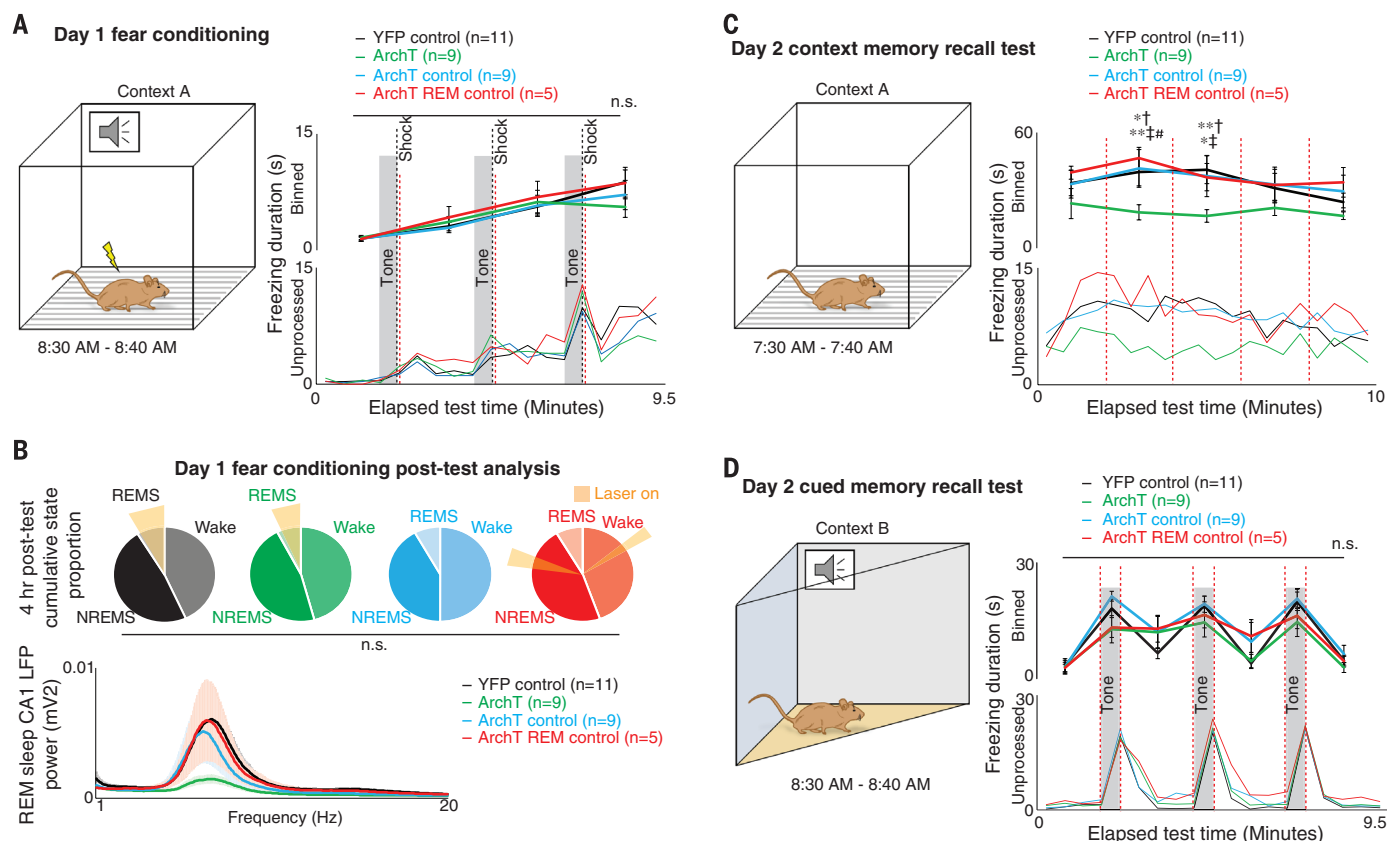 A
Day 1 fear conditioning
– YFP control (n=11)
– ArchT (n=9)
– ArchT control (n=9)
– ArchT REM control (n=5)
n.s.
Context A
8:30 AM - 8:40 AM
Freezing duration (s)
Binned
Unprocessed
15
0
15
0
Shock
Shock
Shock
Tone
Tone
Tone
0
9.5
Elapsed test time (Minutes)
B
Day 1 fear conditioning post-test analysis
4 hr post-test
cumulative state
proportion
REMS
Wake
NREMS
REMS
Wake
NREMS
REMS
Wake
NREMS
Laser on
REMS
Wake
NREMS
n.s.
REM sleep CA1 LFP
power (mV2)
0.01
0
1
20
Frequency (Hz)
– YFP control (n=11)
– ArchT (n=9)
– ArchT control (n=9)
– ArchT REM control (n=5)
C
Day 2 context memory recall test
– YFP control (n=11)
– ArchT (n=9)
– ArchT control (n=9)
– ArchT REM control (n=5)
Context A
7:30 AM - 7:40 AM
Freezing duration (s)
Binned
Unprocessed
60
0
15
0
*†
**‡#
**†
*‡
0
10
Elapsed test time (Minutes)
D
Day 2 cued memory recall test
– YFP control (n=11)
– ArchT (n=9)
– ArchT control (n=9)
– ArchT REM control (n=5)
n.s.
Context B
8:30 AM - 8:40 AM
Freezing duration (s)
Binned
Unprocessed
30
0
30
0
Tone
Tone
Tone
0
9.5
Elapsed test time (Minutes)